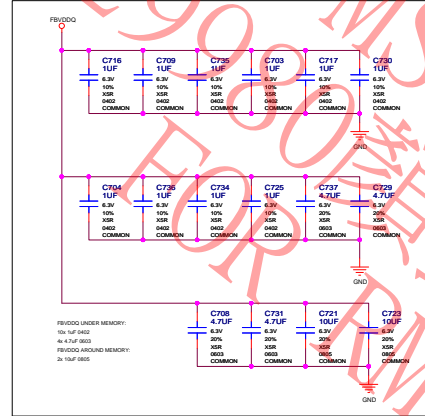 FBVDDQ
C716
1UF
6.3V
10%
X5R
0402
COMMON
C709
1UF
6.3V
10%
X5R
0402
COMMON
C735
1UF
6.3V
10%
X5R
0402
COMMON
C703
1UF
6.3V
10%
X5R
0402
COMMON
C717
1UF
6.3V
10%
X5R
0402
COMMON
C730
1UF
6.3V
10%
X5R
0402
COMMON
GND
C704
1UF
6.3V
10%
X5R
0402
COMMON
C736
1UF
6.3V
10%
X5R
0402
COMMON
C734
1UF
6.3V
10%
X5R
0402
COMMON
C725
1UF
6.3V
10%
X5R
0402
COMMON
C737
4.7UF
6.3V
20%
X5R
0603
COMMON
C729
4.7UF
6.3V
20%
X5R
0603
COMMON
GND
C708
4.7UF
6.3V
20%
X5R
0603
COMMON
C731
4.7UF
6.3V
20%
X5R
0603
COMMON
C721
10UF
6.3V
20%
X5R
0805
COMMON
C723
10UF
6.3V
20%
X5R
0805
COMMON
GND
FBVDDQ UNDER MEMORY:
10x 1uF 0402
4x 4.7uF 0603
FBVDDQ AROUND MEMORY:
2x 10uF 0805
MS
9980
FOR RM